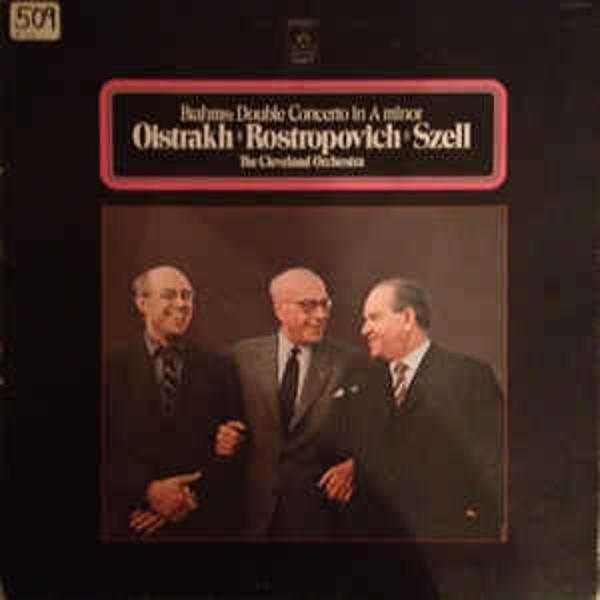 509
Brahms: Double Concerto in A minor
Oistrakh • Rostropovich • Szell
The Cleveland Orchestra